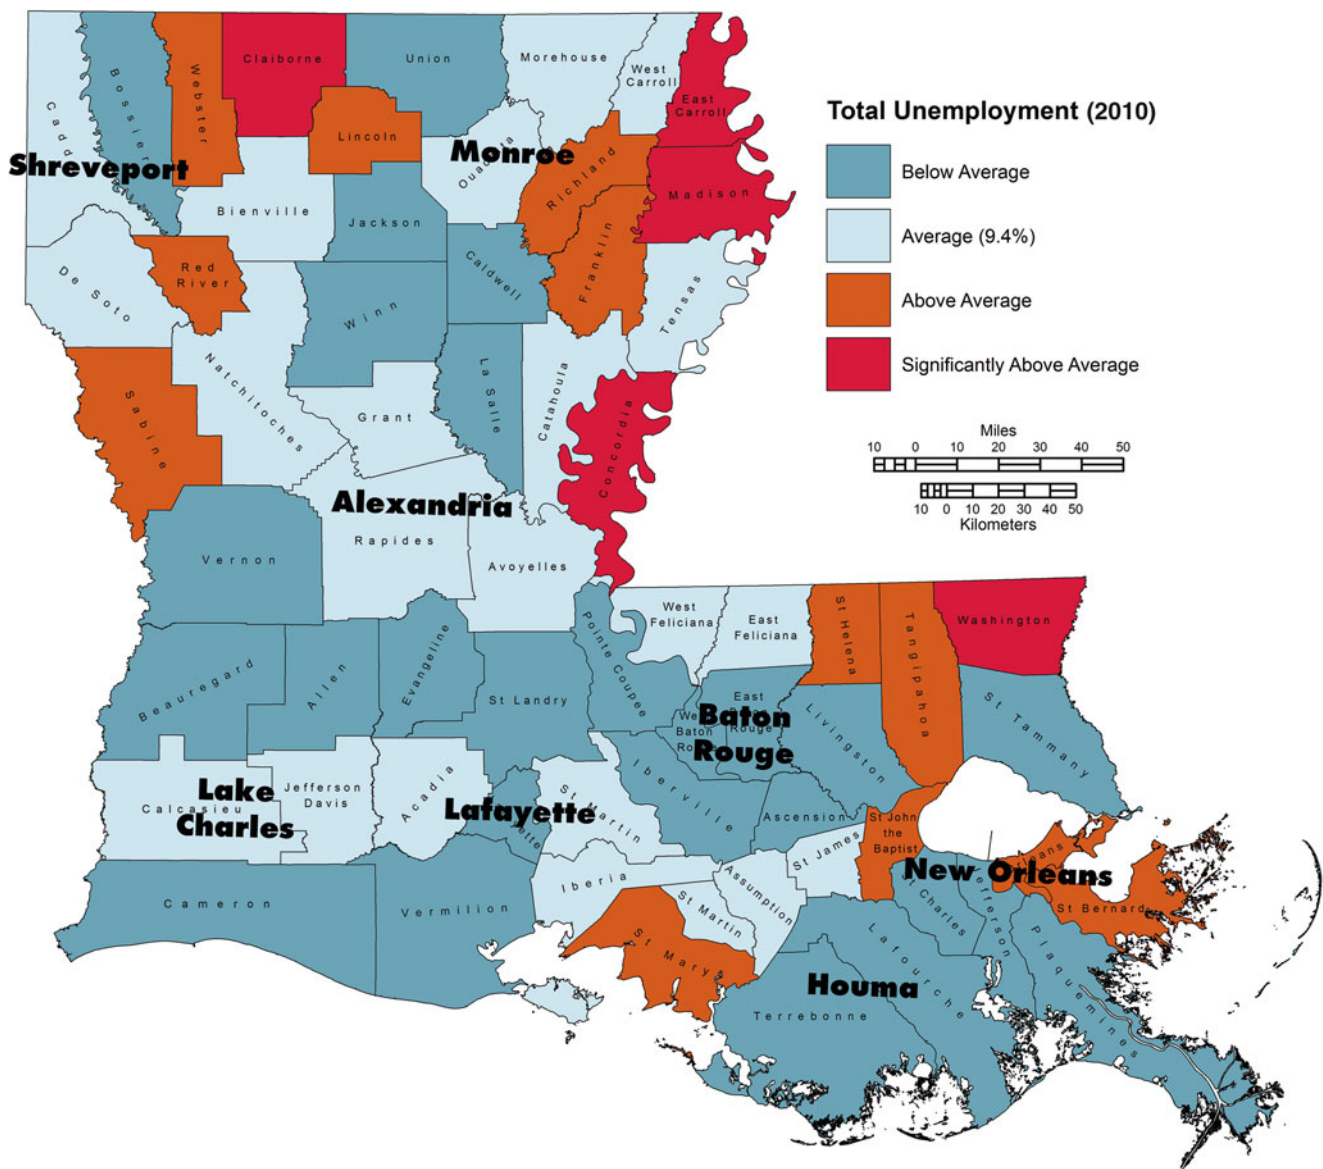 Total Unemployment (2010)
Below Average
Average (9.4%)
Above Average
Significantly Above Average
Miles
10 0 10 20 30 40 50
10 0 10 20 30 40 50
Kilometers
Bossier
Webster
Claiborne
Lincoln
Union
Morehouse
West
Carroll
East
Carroll
Shreveport
Monroe
Richland
Madison
Bienville
Jackson
Caldwell
Franklin
Tensas
De Soto
Red
River
Winn
Natchitoches
Grant
La Salle
Catahoula
Concordia
Sabine
Alexandria
Rapides
Avoyelles
Vernon
West
Feliciana
East
Feliciana
St Helena
Tangipahoa
Washington
Beauregard
Allen
Evangeline
St Landry
Pointe Coupee
East
Baton
Rouge
Baton
Rouge
Livingston
St Tammany
Lake
Charles
Calcasieu
Jefferson
Davis
Acadia
Lafayette
St Martin
Iberville
Ascension
St James
St John
the
Baptist
New Orleans
St Bernard
Cameron
Vermilion
Iberia
St Martin
Assumption
St Mary
Charles
Jefferson
Plaquemines
Lafourche
Houma
Terrebonne